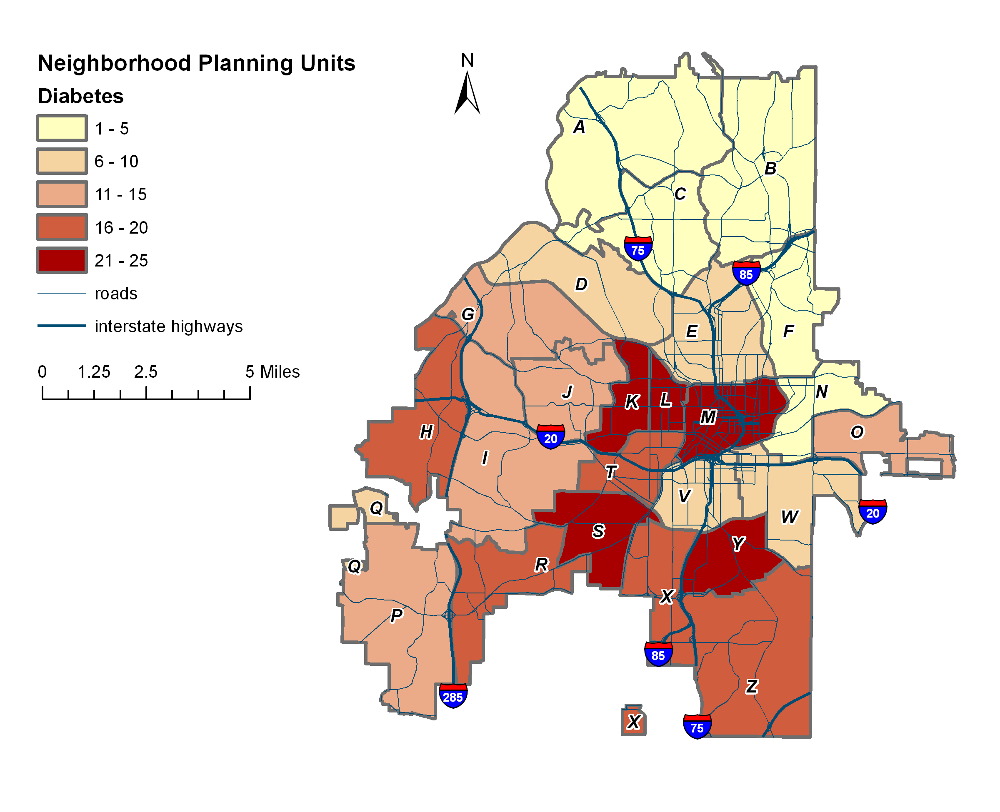 Neighborhood Planning Units
Diabetes
1 - 5
6 - 10
11 - 15
16 - 20
21 - 25
roads
interstate highways
0 1.25 2.5 5 Miles
N
A
B
C
75
85
D
G
E
F
J
K
L
M
N
H
20
O
I
T
V
Q
W
20
S
Y
Q
R
X
P
85
Z
285
X
75